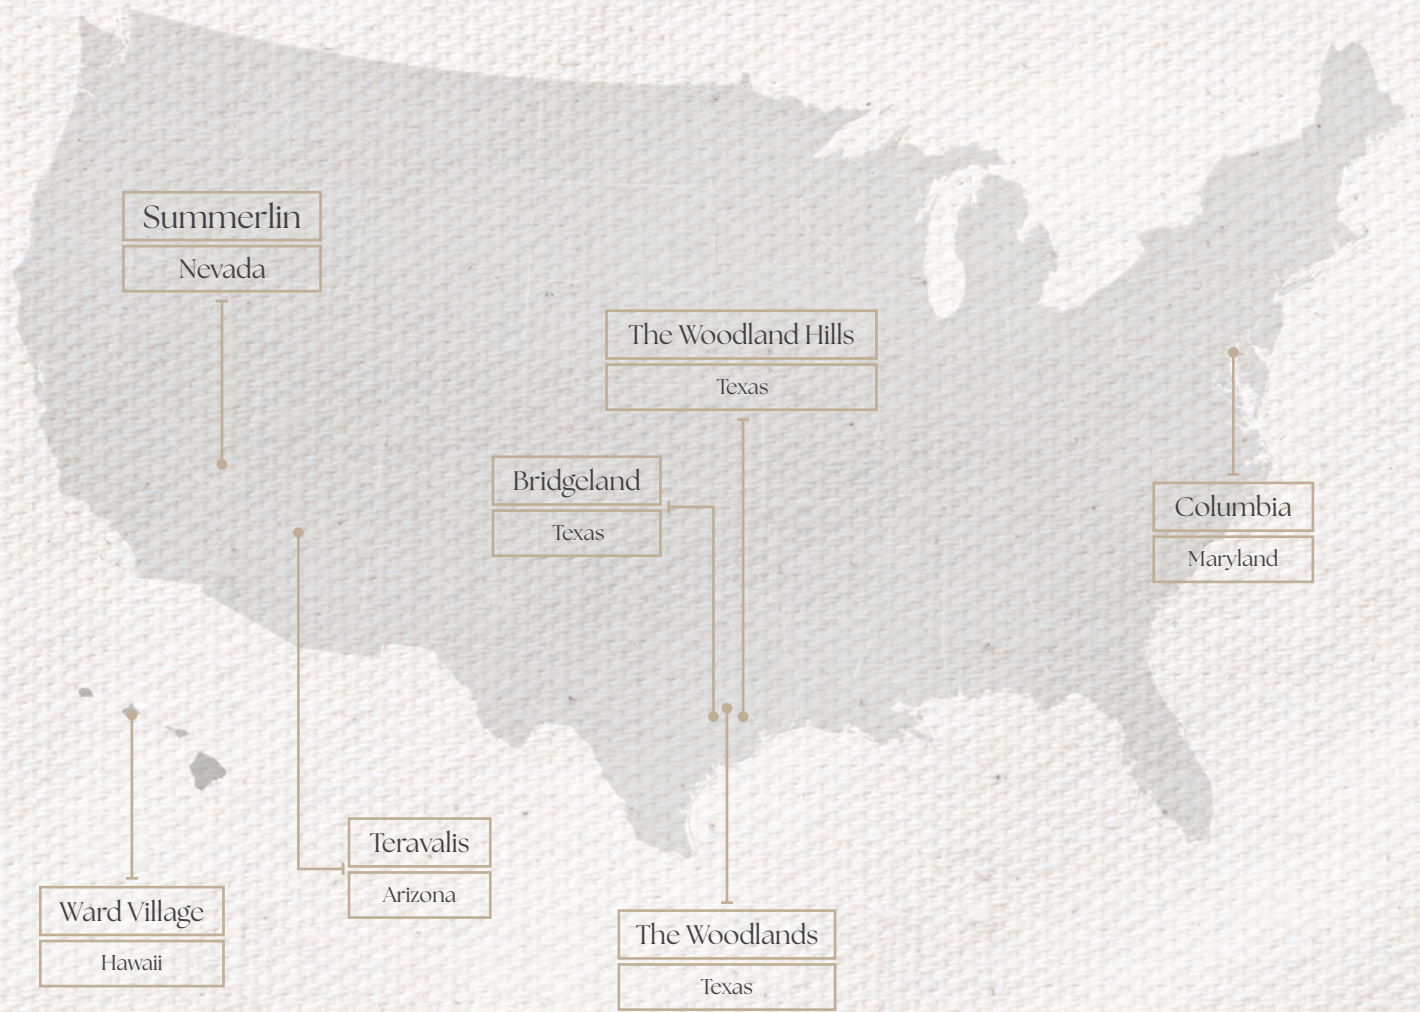 Summerlin
Nevada
The Woodland Hills
Texas
Bridgeland
Texas
Columbia
Maryland
Teravalis
Arizona
Ward Village
Hawaii
The Woodlands
Texas